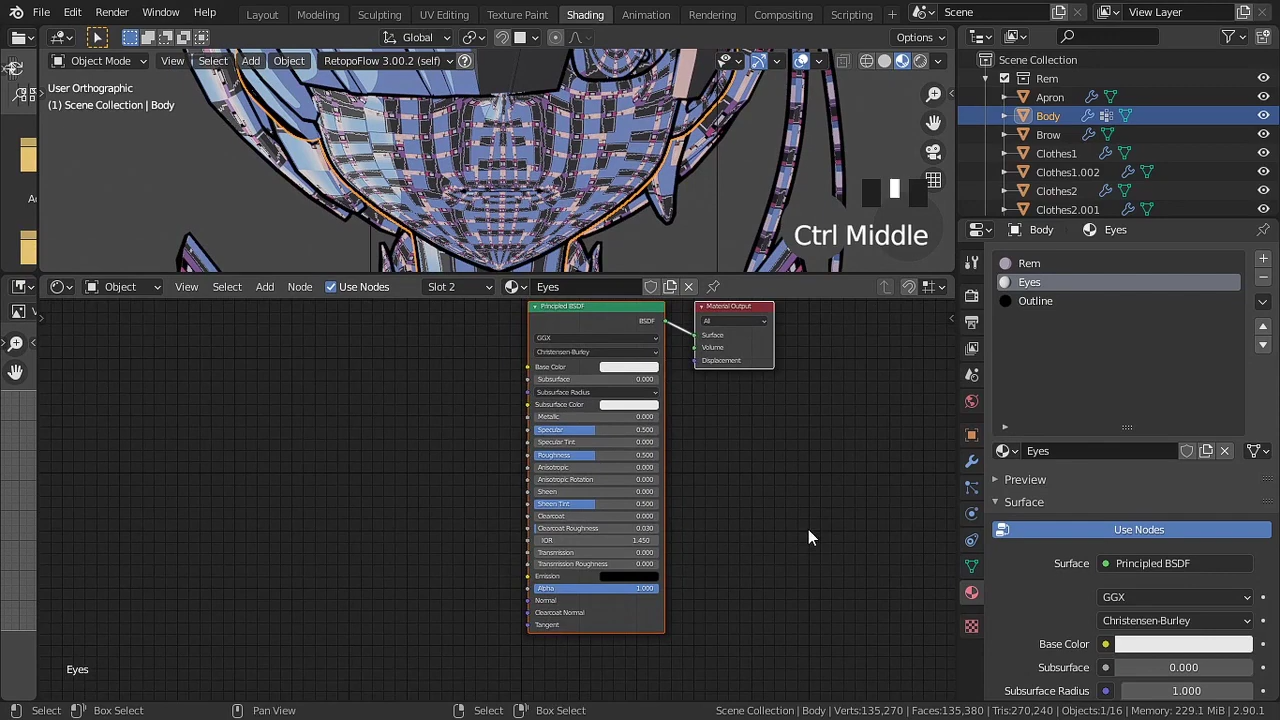 File Edit Render Window Help Layout Modeling Sculpting UV Editing Texture Paint Shading Animation Rendering Compositing Scripting Scene View Layer
Global Options
Object Mode View Select Add Object RetopoFlow 3.00.2 (self)
User Orthographic
(1) Scene Collection | Body
Ctrl Middle
Scene Collection
Rem
Apron
Body
Brow
Clothes1
Clothes1.002
Clothes2
Clothes2.001
Body Eyes
Rem
Eyes
Outline
Object View Select Add Node Use Nodes Slot 2 Eyes
Principled BSDF
BSDF
GGX
Christensen-Burley
Base Color
Subsurface 0.000
Subsurface Radius
Subsurface Color
Metallic 0.000
Specular 0.500
Specular Tint 0.000
Roughness 0.500
Anisotropic 0.000
Anisotropic Rotation 0.000
Sheen 0.000
Sheen Tint 0.500
Clearcoat 0.000
Clearcoat Roughness 0.030
IOR 1.450
Transmission 0.000
Transmission Roughness 0.000
Emission
Alpha 1.000
Normal
Clearcoat Normal
Tangent
Material Output
All
Surface
Volume
Displacement
Eyes
Eyes
Preview
Surface
Use Nodes
Surface Principled BSDF
GGX
Christensen-Burley
Base Color
Subsurface 0.000
Subsurface Radius 1.000
Select Box Select Pan View Select Box Select Scene Collection | Body | Verts:135,270 | Faces:135,380 | Tris:270,240 | Objects:1/16 | Memory: 229.1 MiB | 2.90.1